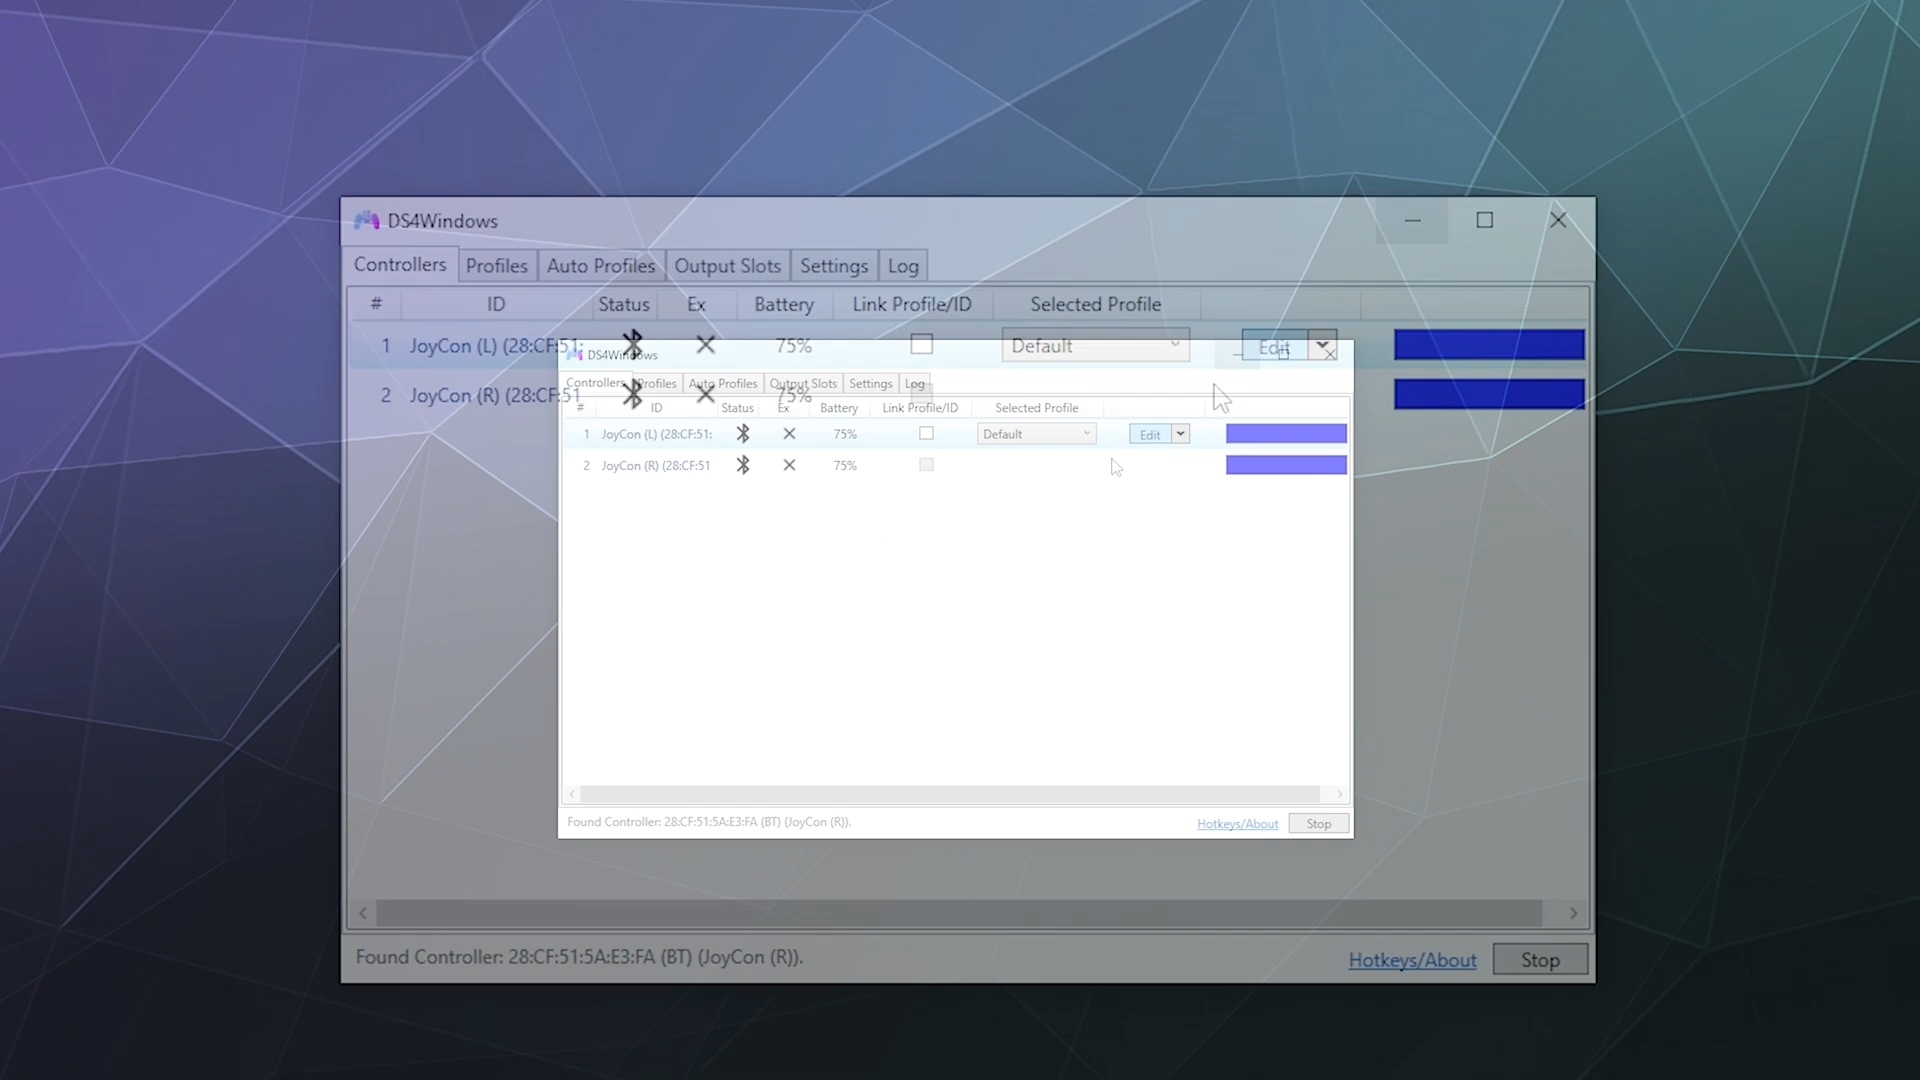 DS4Windows
Controllers Profiles Auto Profiles Output Slots Settings Log
# ID Status Ex Battery Link Profile/ID Selected Profile
1 JoyCon (L) (28:CF:51: 75% Default Edit
2 JoyCon (R) (28:CF:51 75%
Found Controller: 28:CF:51:5A:E3:FA (BT) (JoyCon (R)). Hotkeys/About Stop
DS4Windows
Controllers Profiles Auto Profiles Output Slots Settings Log
# ID Status Ex Battery Link Profile/ID Selected Profile
1 JoyCon (L) (28:CF:51: 75% Default Edit
2 JoyCon (R) (28:CF:51 75%
Found Controller: 28:CF:51:5A:E3:FA (BT) (JoyCon (R)). Hotkeys/About Stop